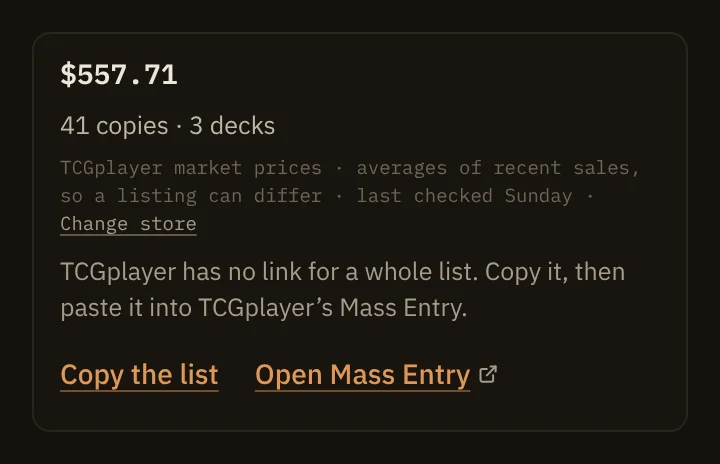 $557.71
41 copies · 3 decks
TCGplayer market prices · averages of recent sales,
so a listing can differ · last checked Sunday ·
Change store
TCGplayer has no link for a whole list. Copy it, then
paste it into TCGplayer’s Mass Entry.
Copy the list Open Mass Entry